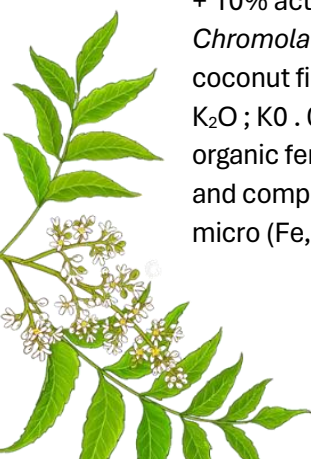 + 10% act
Chromola
coconut fi
K₂O ; K0 . 
organic fer
and comp
micro (Fe,